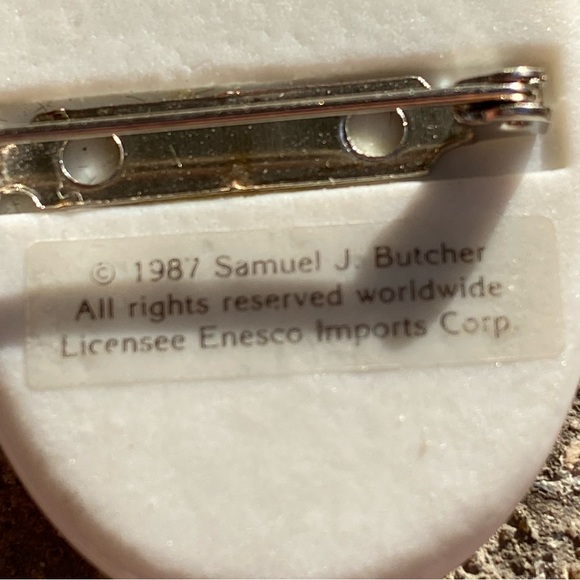 © 1987 Samuel J. Butcher
All rights reserved worldwide
Licensee Enesco Imports Corp.